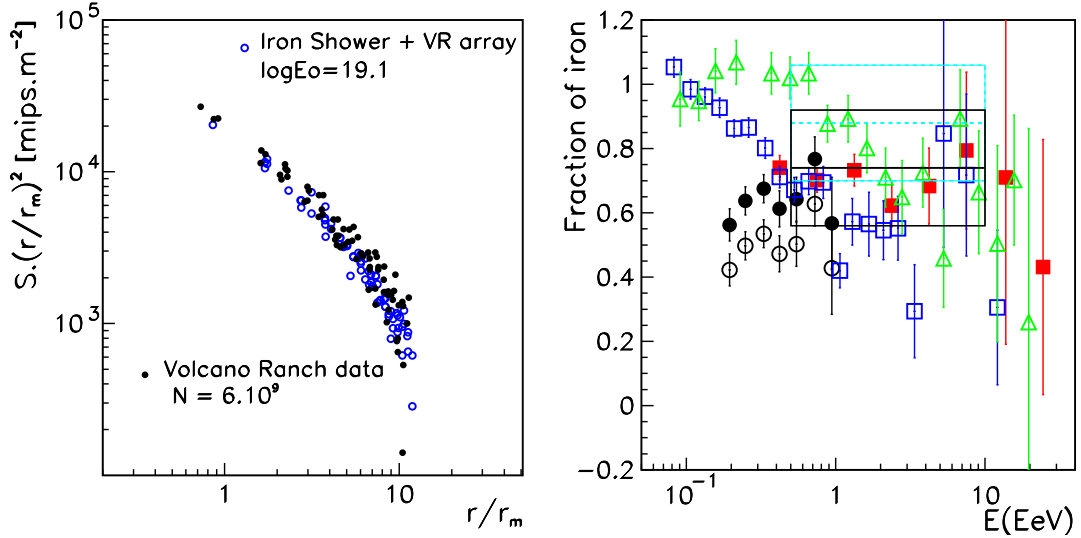 S.(r/rₘ)² [mips.m⁻²]
10⁵
10⁴
10³
Iron Shower + VR array
logEo=19.1
Volcano Ranch data
N = 6.10⁹
1
10
r/rₘ
Fraction of iron
1.2
1
0.8
0.6
0.4
0.2
0
-0.2
10⁻¹
1
10
E(EeV)